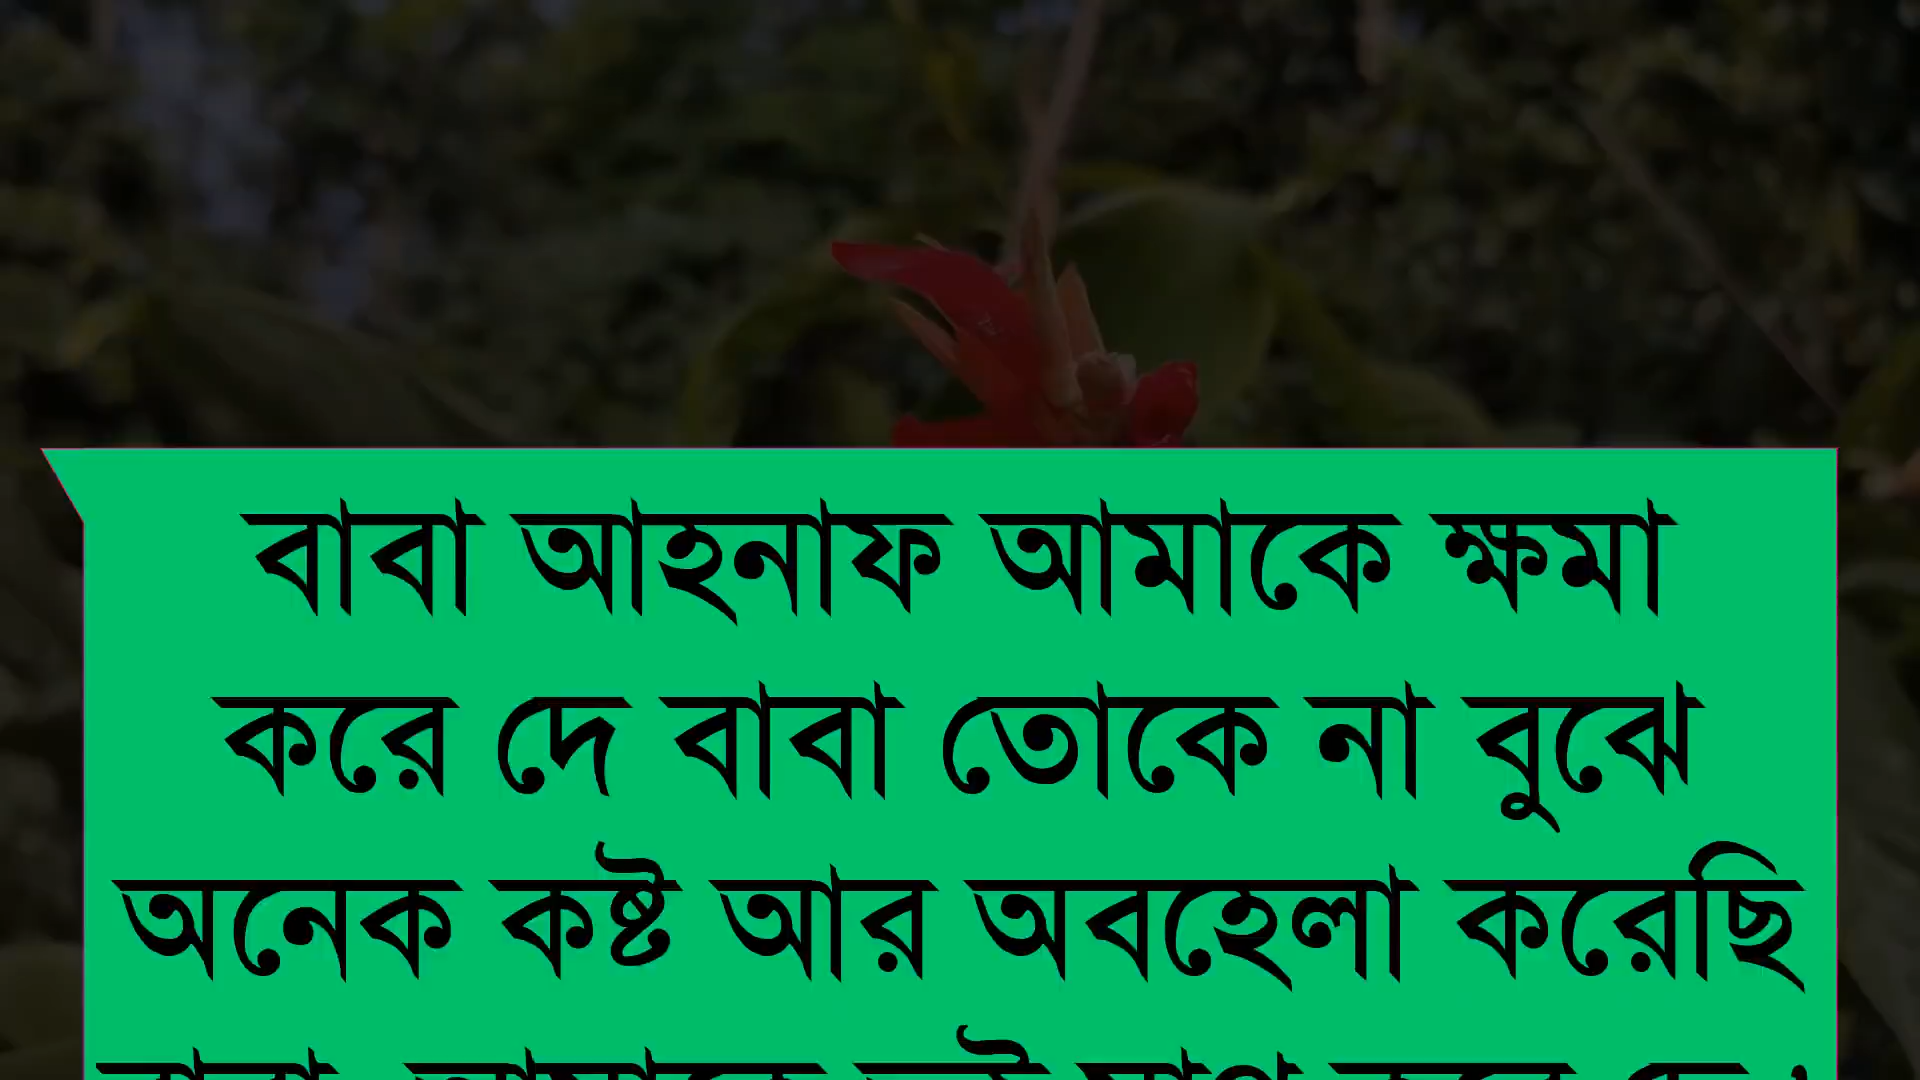 বাবা আহনাফ আমাকে ক্ষমা
করে দে বাবা তোকে না বুঝে
অনেক কষ্ট আর অবহেলা করেছি